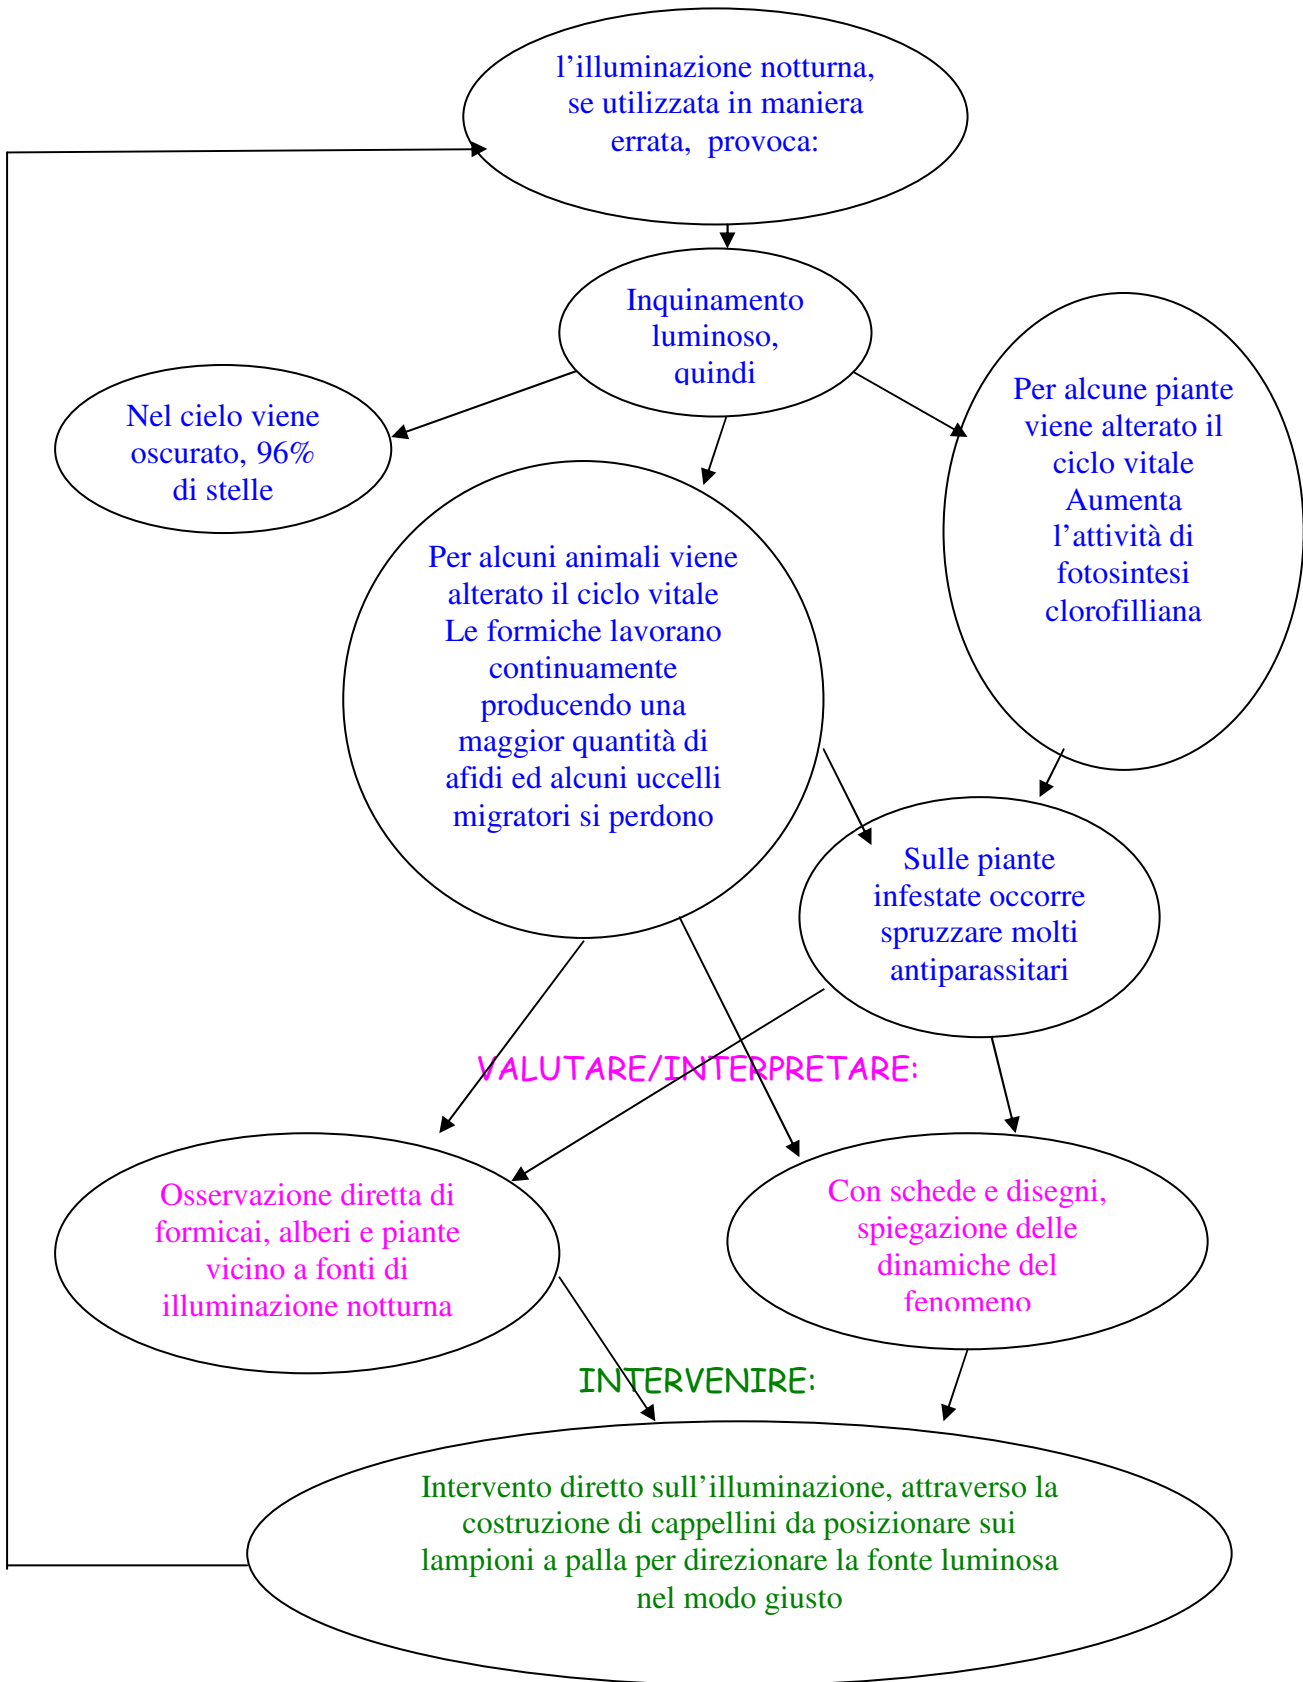 l’illuminazione notturna,
se utilizzata in maniera
errata,  provoca:
Inquinamento
luminoso,
quindi
Nel cielo viene
oscurato, 96%
di stelle
Per alcune piante
viene alterato il
ciclo vitale
Aumenta
l’attività di
fotosintesi
clorofilliana
Per alcuni animali viene
alterato il ciclo vitale
Le formiche lavorano
continuamente
producendo una
maggior quantità di
afidi ed alcuni uccelli
migratori si perdono
Sulle piante
infestate occorre
spruzzare molti
antiparassitari
VALUTARE/INTERPRETARE:
Osservazione diretta di
formicai, alberi e piante
vicino a fonti di
illuminazione notturna
Con schede e disegni,
spiegazione delle
dinamiche del
fenomeno
INTERVENIRE:
Intervento diretto sull’illuminazione, attraverso la
costruzione di cappellini da posizionare sui
lampioni a palla per direzionare la fonte luminosa
nel modo giusto